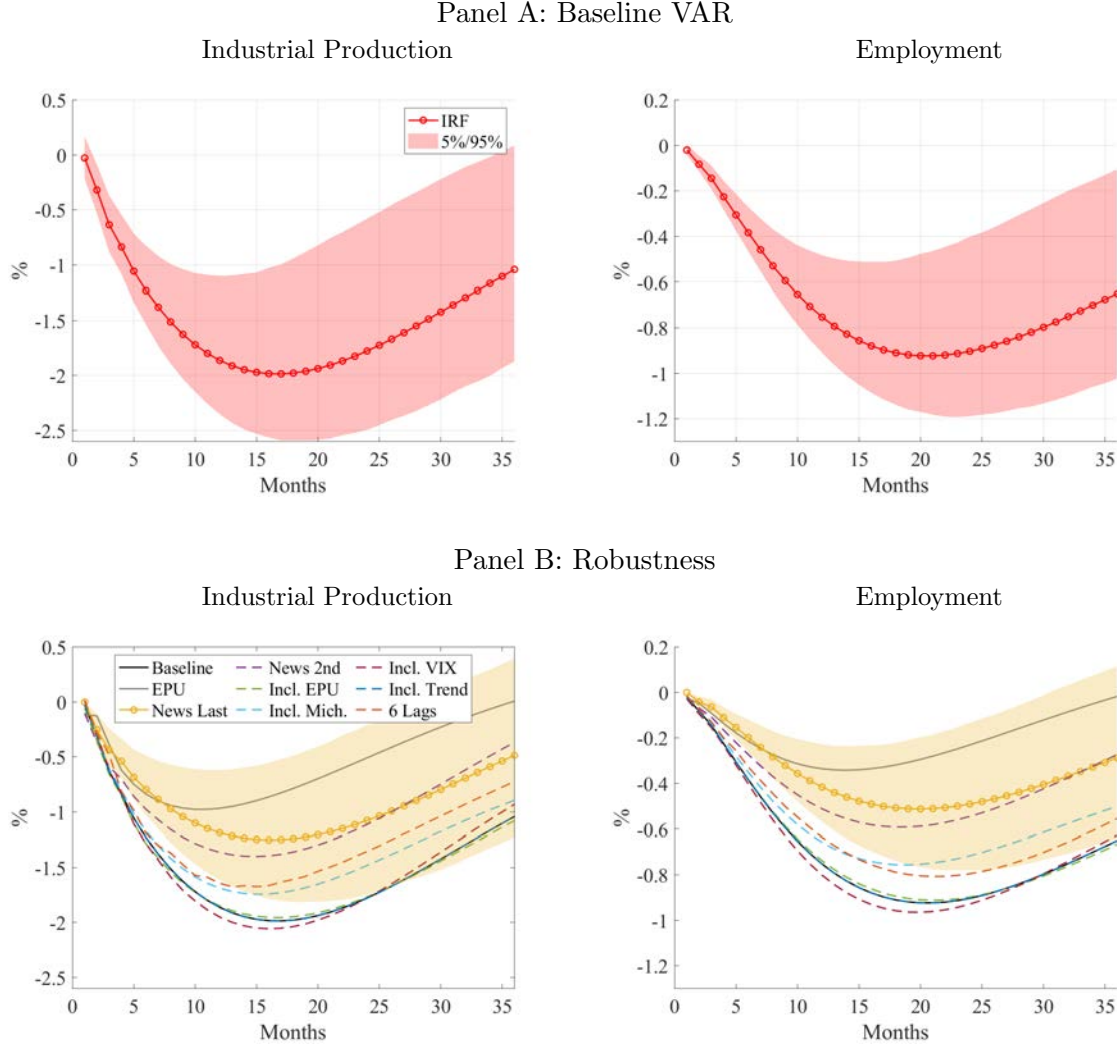 Panel A: Baseline VAR
Industrial Production
Employment
0.5
0
-0.5
-1
-1.5
-2
-2.5
%
IRF
5%/95%
0 5 10 15 20 25 30 35
Months
0.2
0
-0.2
-0.4
-0.6
-0.8
-1
-1.2
%
0 5 10 15 20 25 30 35
Months
Panel B: Robustness
Industrial Production
Employment
0.5
0
-0.5
-1
-1.5
-2
-2.5
%
Baseline News 2nd Incl. VIX
EPU Incl. EPU Incl. Trend
News Last Incl. Mich. 6 Lags
0 5 10 15 20 25 30 35
Months
0.2
0
-0.2
-0.4
-0.6
-0.8
-1
-1.2
%
0 5 10 15 20 25 30 35
Months